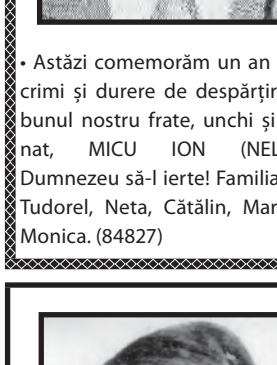 • Astăzi comemorăm un an
crimi și durere de despărțir
bunul nostru frate, unchi și
nat, MICU ION (NEL
Dumnezeu să-l ierte! Familia
Tudorel, Neta, Cătălin, Mar
Monica. (84827)